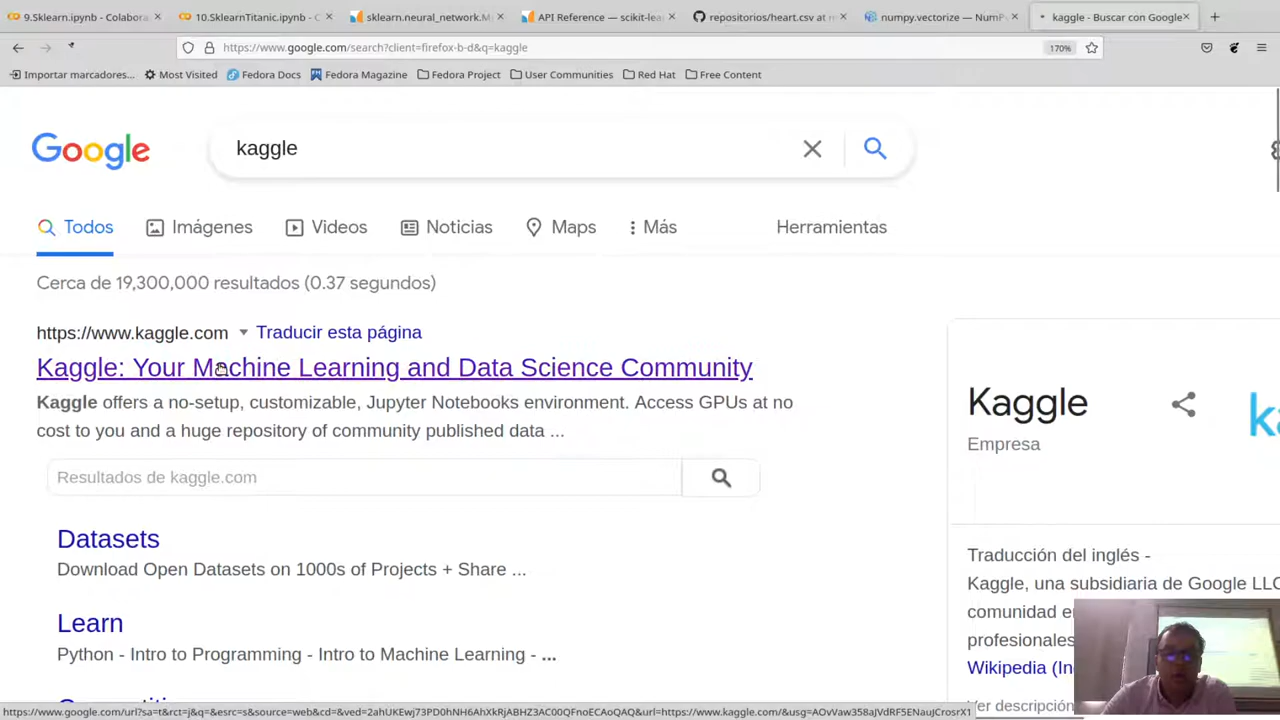 9.Sklearn.ipynb - Colabora
10.SklearnTitanic.ipynb - C
sklearn.neural_network.M
API Reference — scikit-lea
repositorios/heart.csv at m
numpy.vectorize — NumP
kaggle - Buscar con Google
https://www.google.com/search?client=firefox-b-d&q=kaggle
170%
Importar marcadores...
Most Visited
Fedora Docs
Fedora Magazine
Fedora Project
User Communities
Red Hat
Free Content
Google
kaggle
Todos
Imágenes
Videos
Noticias
Maps
Más
Herramientas
Cerca de 19,300,000 resultados (0.37 segundos)
https://www.kaggle.com
Traducir esta página
Kaggle: Your Machine Learning and Data Science Community
Kaggle offers a no-setup, customizable, Jupyter Notebooks environment. Access GPUs at no
cost to you and a huge repository of community published data ...
Resultados de kaggle.com
Datasets
Download Open Datasets on 1000s of Projects + Share ...
Learn
Python - Intro to Programming - Intro to Machine Learning - ...
Kaggle
Empresa
Traducción del inglés -
Kaggle, una subsidiaria de Google LLC
comunidad
profesionales
Wikipedia
Ver descripción